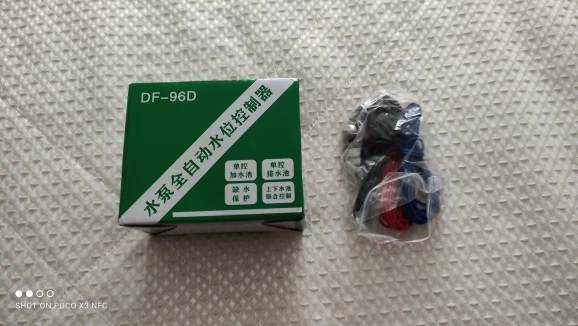 DF-96D
水泵全自动水位控制器
单控
加水池
单控
排水池
缺水
保护
上下水池
联合控制
SHOT ON POCO X3 NFC